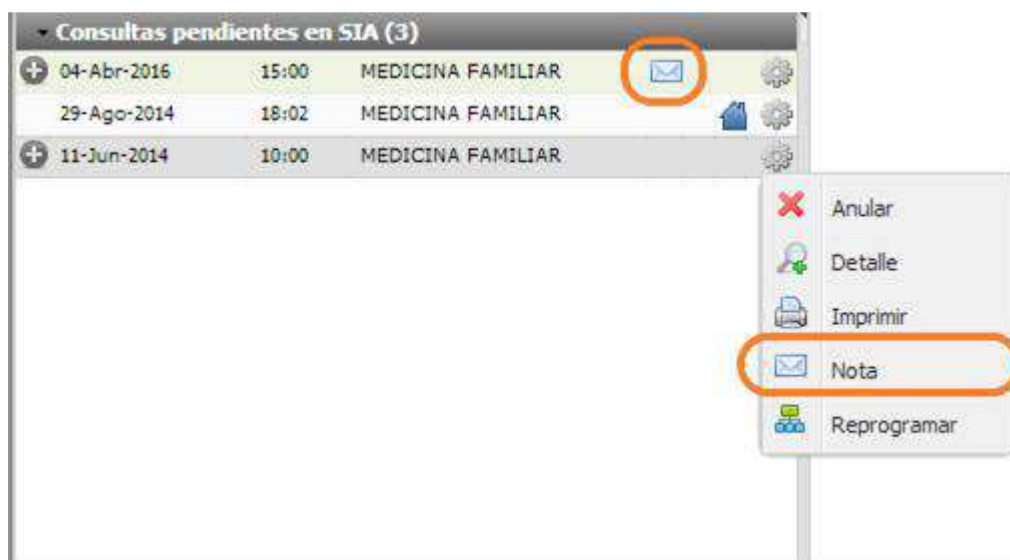 Consultas pendientes en SIA (3)
04-Abr-2016 15:00 MEDICINA FAMILIAR
29-Ago-2014 18:02 MEDICINA FAMILIAR
11-Jun-2014 10:00 MEDICINA FAMILIAR
Anular
Detalle
Imprimir
Nota
Reprogramar